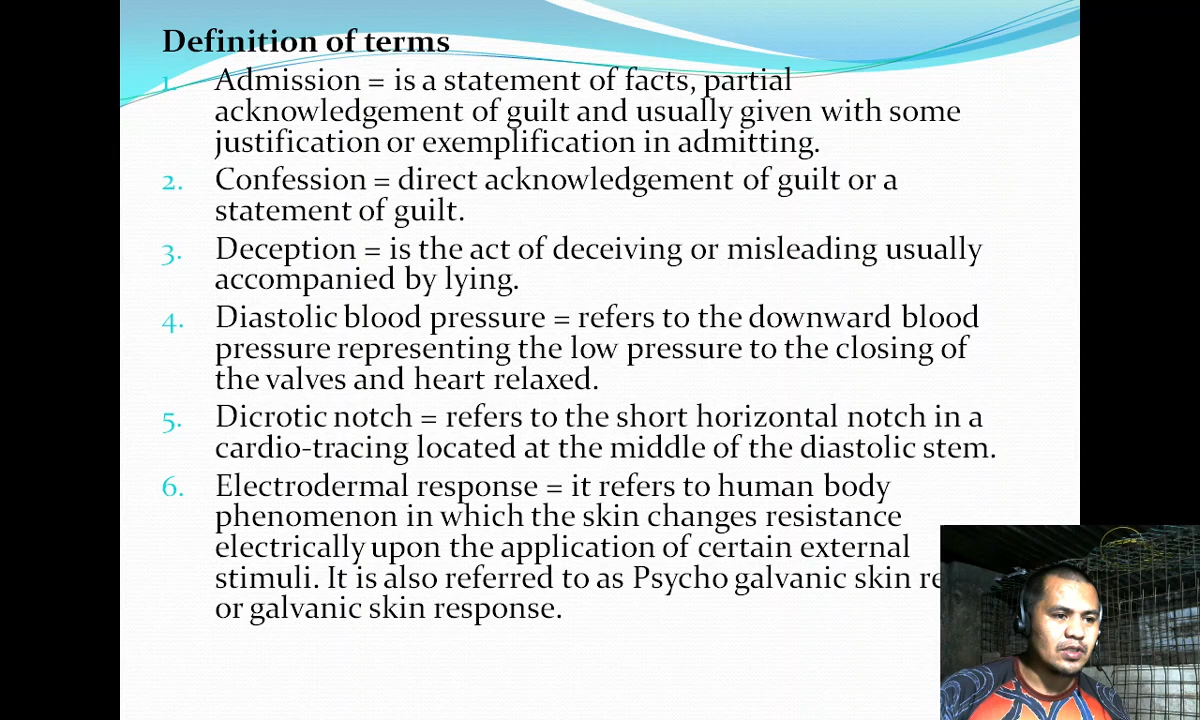 Definition of terms
1. Admission = is a statement of facts, partial
acknowledgement of guilt and usually given with some
justification or exemplification in admitting.
2. Confession = direct acknowledgement of guilt or a
statement of guilt.
3. Deception = is the act of deceiving or misleading usually
accompanied by lying.
4. Diastolic blood pressure = refers to the downward blood
pressure representing the low pressure to the closing of
the valves and heart relaxed.
5. Dicrotic notch = refers to the short horizontal notch in a
cardio-tracing located at the middle of the diastolic stem.
6. Electrodermal response = it refers to human body
phenomenon in which the skin changes resistance
electrically upon the application of certain external
stimuli. It is also referred to as Psycho galvanic skin
or galvanic skin response.